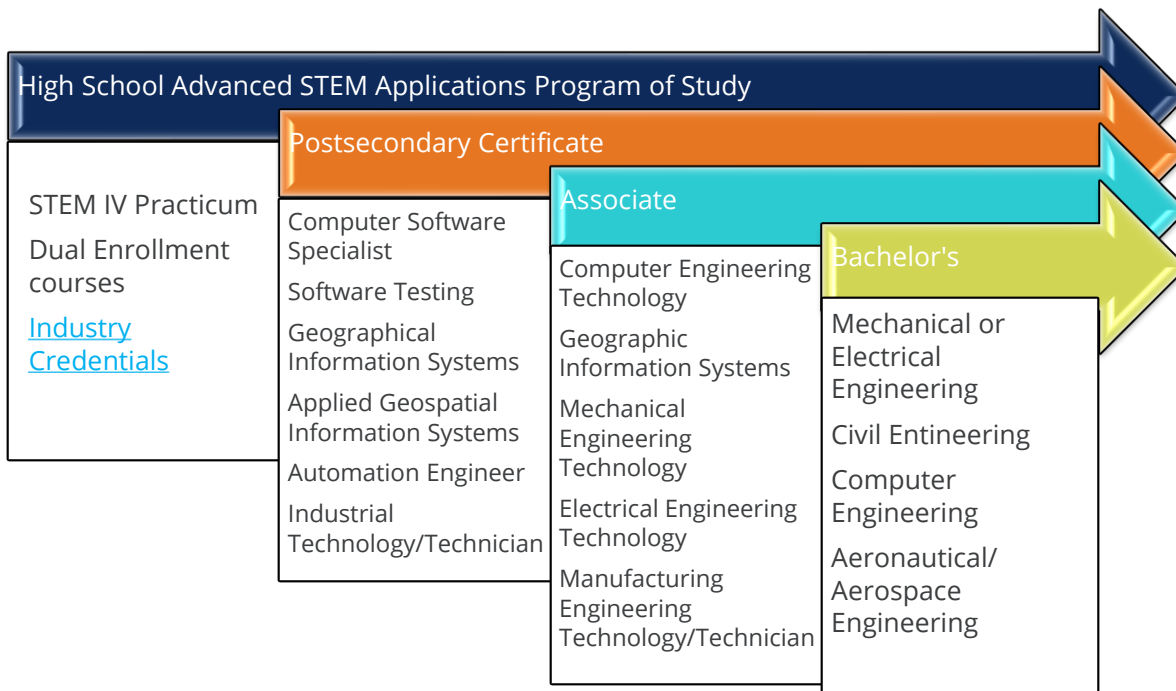 High School Advanced STEM Applications Program of Study
Postsecondary Certificate
Associate
Bachelor's
STEM IV Practicum
Dual Enrollment
courses
Industry
Credentials
Computer Software
Specialist
Software Testing
Geographical
Information Systems
Applied Geospatial
Information Systems
Automation Engineer
Industrial
Technology/Technician
Computer Engineering
Technology
Geographic
Information Systems
Mechanical
Engineering
Technology
Electrical Engineering
Technology
Manufacturing
Engineering
Technology/Technician
Mechanical or
Electrical
Engineering
Civil Entineering
Computer
Engineering
Aeronautical/
Aerospace
Engineering